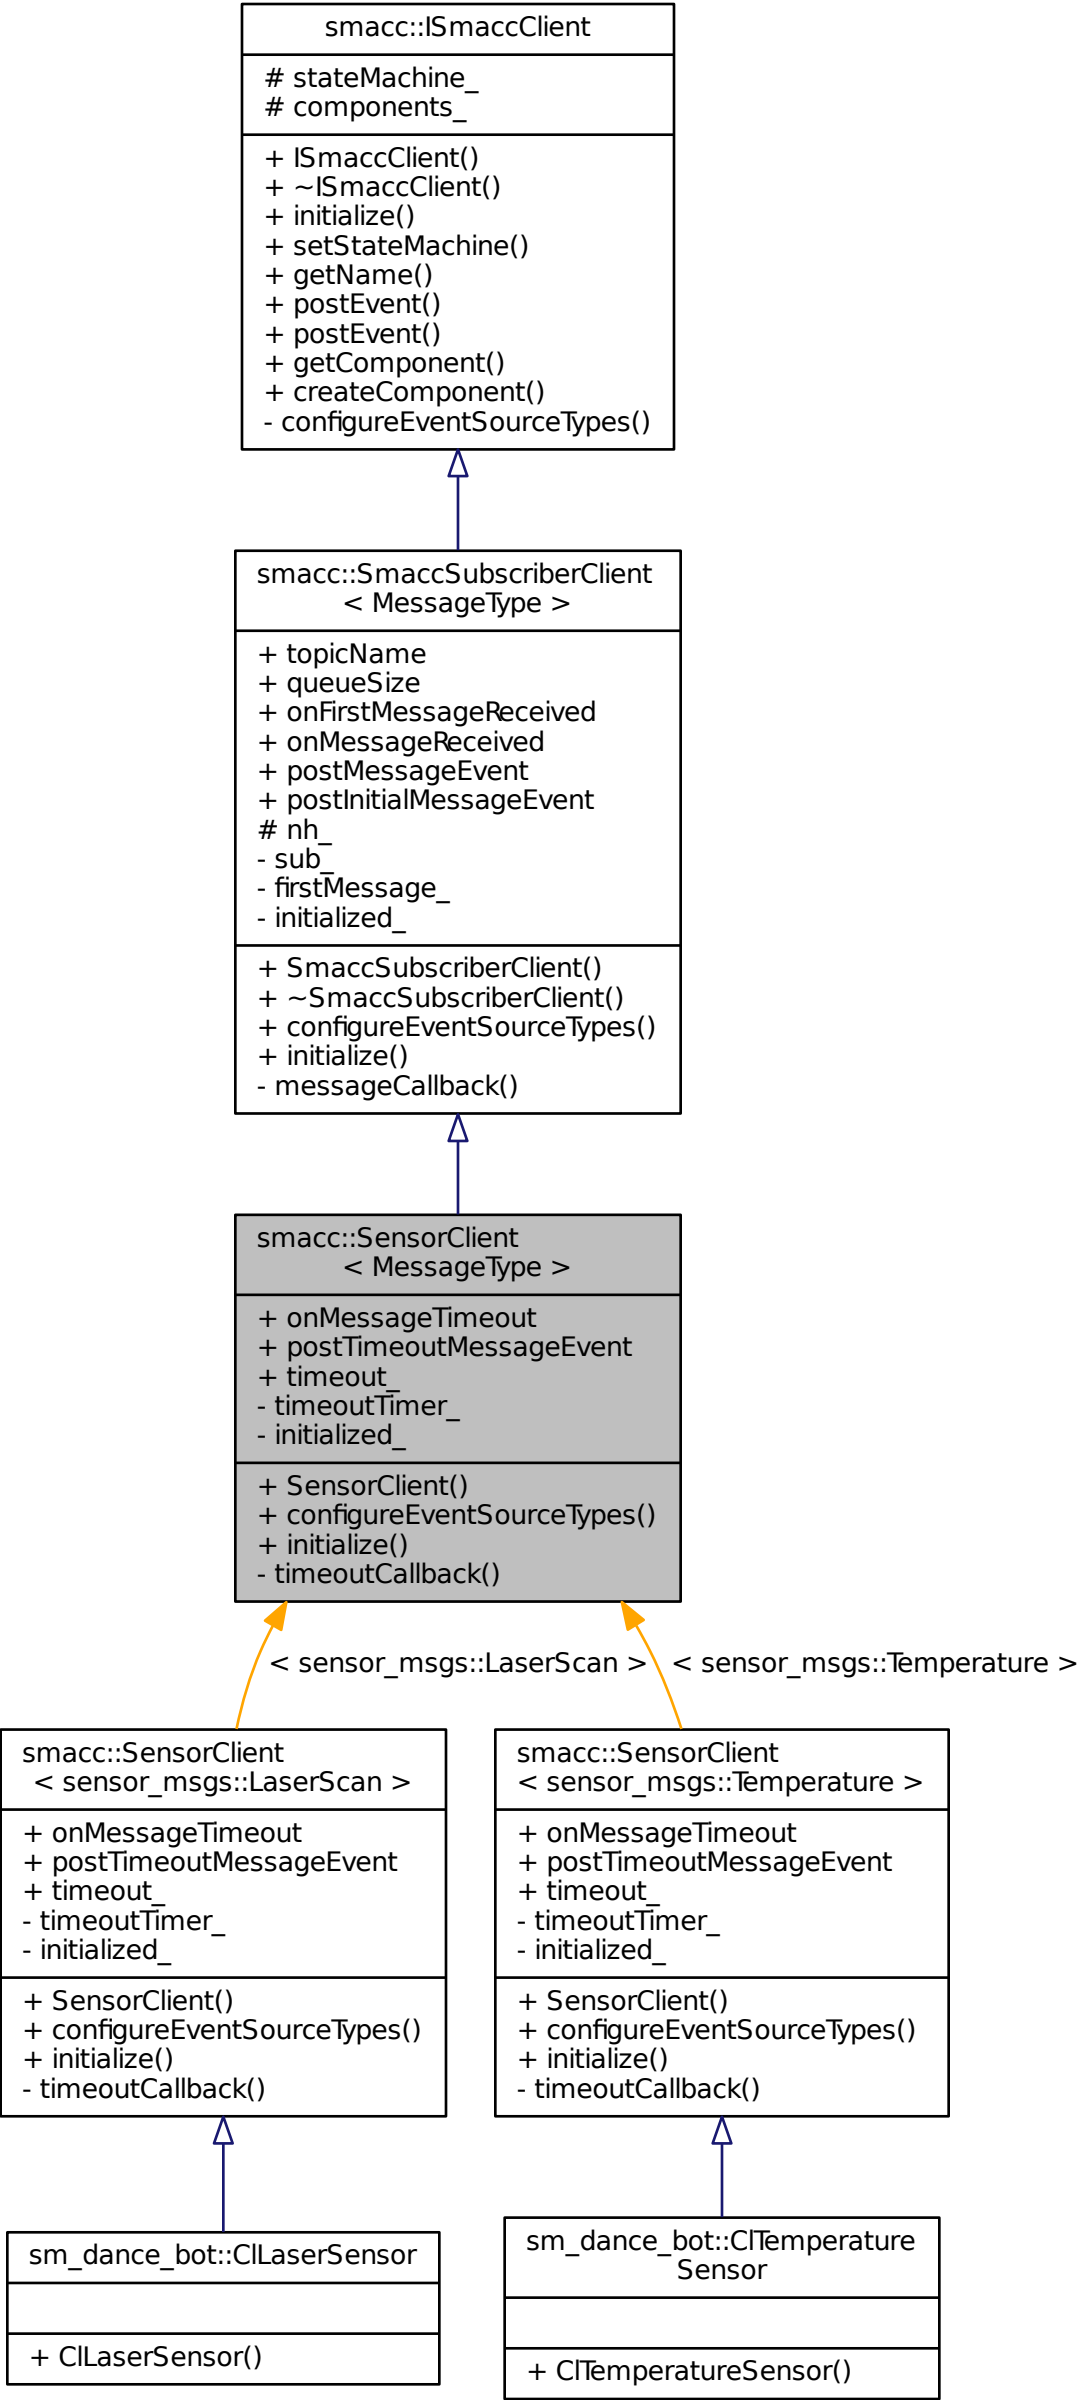 smacc::ISmaccClient
# stateMachine_
# components_
+ ISmaccClient()
+ ~ISmaccClient()
+ initialize()
+ setStateMachine()
+ getName()
+ postEvent()
+ postEvent()
+ getComponent()
+ createComponent()
- configureEventSourceTypes()
smacc::SmaccSubscriberClient
< MessageType >
+ topicName
+ queueSize
+ onFirstMessageReceived
+ onMessageReceived
+ postMessageEvent
+ postInitialMessageEvent
# nh_
- sub_
- firstMessage_
- initialized_
+ SmaccSubscriberClient()
+ ~SmaccSubscriberClient()
+ configureEventSourceTypes()
+ initialize()
- messageCallback()
smacc::SensorClient
< MessageType >
+ onMessageTimeout
+ postTimeoutMessageEvent
+ timeout_
- timeoutTimer_
- initialized_
+ SensorClient()
+ configureEventSourceTypes()
+ initialize()
- timeoutCallback()
< sensor_msgs::LaserScan >
< sensor_msgs::Temperature >
smacc::SensorClient
< sensor_msgs::LaserScan >
+ onMessageTimeout
+ postTimeoutMessageEvent
+ timeout_
- timeoutTimer_
- initialized_
+ SensorClient()
+ configureEventSourceTypes()
+ initialize()
- timeoutCallback()
smacc::SensorClient
< sensor_msgs::Temperature >
+ onMessageTimeout
+ postTimeoutMessageEvent
+ timeout_
- timeoutTimer_
- initialized_
+ SensorClient()
+ configureEventSourceTypes()
+ initialize()
- timeoutCallback()
sm_dance_bot::ClLaserSensor
+ ClLaserSensor()
sm_dance_bot::ClTemperature
Sensor
+ ClTemperatureSensor()